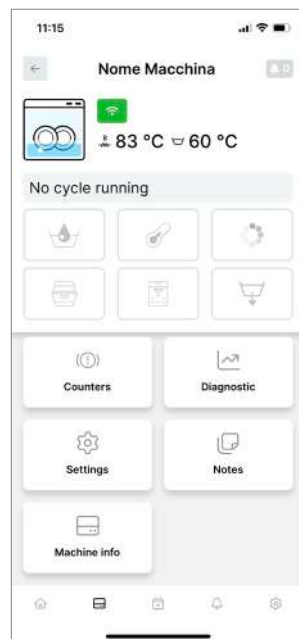 11:15
Nome Macchina
0
83 °C 60 °C
No cycle running
Counters
Diagnostic
Settings
Notes
Machine info